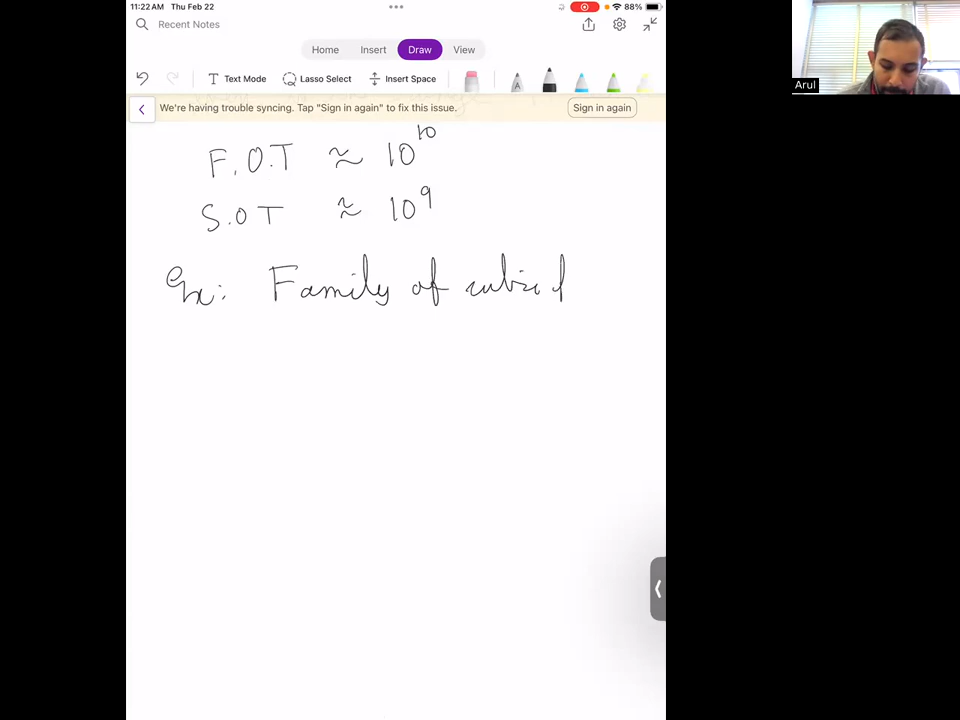 11:22 AM Thu Feb 22
88%
Recent Notes
Home Insert Draw View
Text Mode Lasso Select Insert Space
We're having trouble syncing. Tap "Sign in again" to fix this issue. Sign in again
F.O.T ≈ 10^10
S.O T ≈ 10^9
Ex: Family of cubic f
Arul